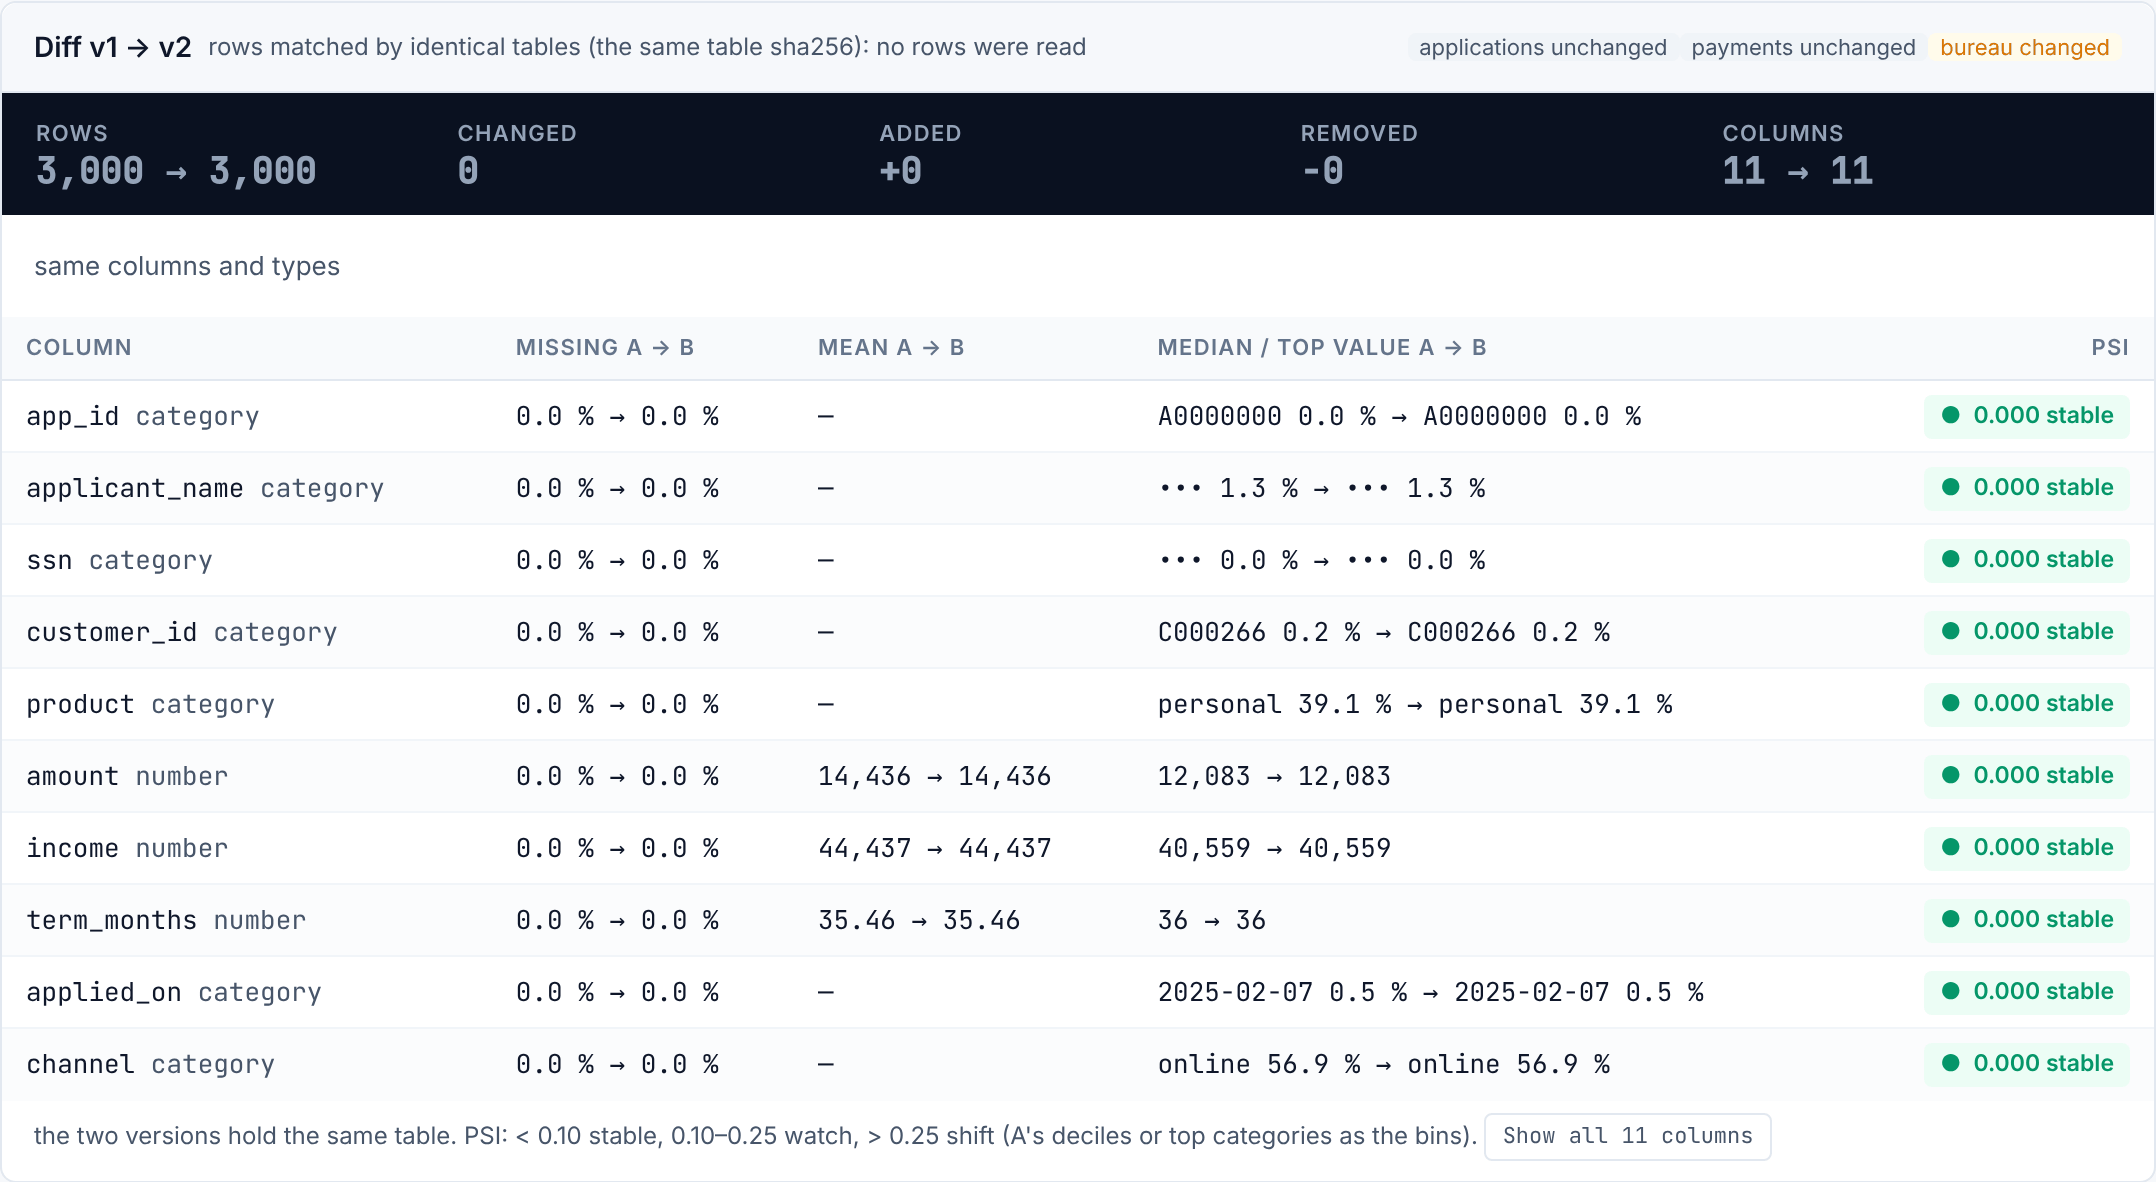 Diff v1 → v2 rows matched by identical tables (the same table sha256): no rows were read applications unchanged payments unchanged bureau changed
ROWS CHANGED ADDED REMOVED COLUMNS
3,000 → 3,000 0 +0 -0 11 → 11
same columns and types
COLUMN MISSING A → B MEAN A → B MEDIAN / TOP VALUE A → B PSI
app_id category 0.0 % → 0.0 % — A0000000 0.0 % → A0000000 0.0 % 0.000 stable
applicant_name category 0.0 % → 0.0 % — ••• 1.3 % → ••• 1.3 % 0.000 stable
ssn category 0.0 % → 0.0 % — ••• 0.0 % → ••• 0.0 % 0.000 stable
customer_id category 0.0 % → 0.0 % — C000266 0.2 % → C000266 0.2 % 0.000 stable
product category 0.0 % → 0.0 % — personal 39.1 % → personal 39.1 % 0.000 stable
amount number 0.0 % → 0.0 % 14,436 → 14,436 12,083 → 12,083 0.000 stable
income number 0.0 % → 0.0 % 44,437 → 44,437 40,559 → 40,559 0.000 stable
term_months number 0.0 % → 0.0 % 35.46 → 35.46 36 → 36 0.000 stable
applied_on category 0.0 % → 0.0 % — 2025-02-07 0.5 % → 2025-02-07 0.5 % 0.000 stable
channel category 0.0 % → 0.0 % — online 56.9 % → online 56.9 % 0.000 stable
the two versions hold the same table. PSI: < 0.10 stable, 0.10–0.25 watch, > 0.25 shift (A's deciles or top categories as the bins). Show all 11 columns